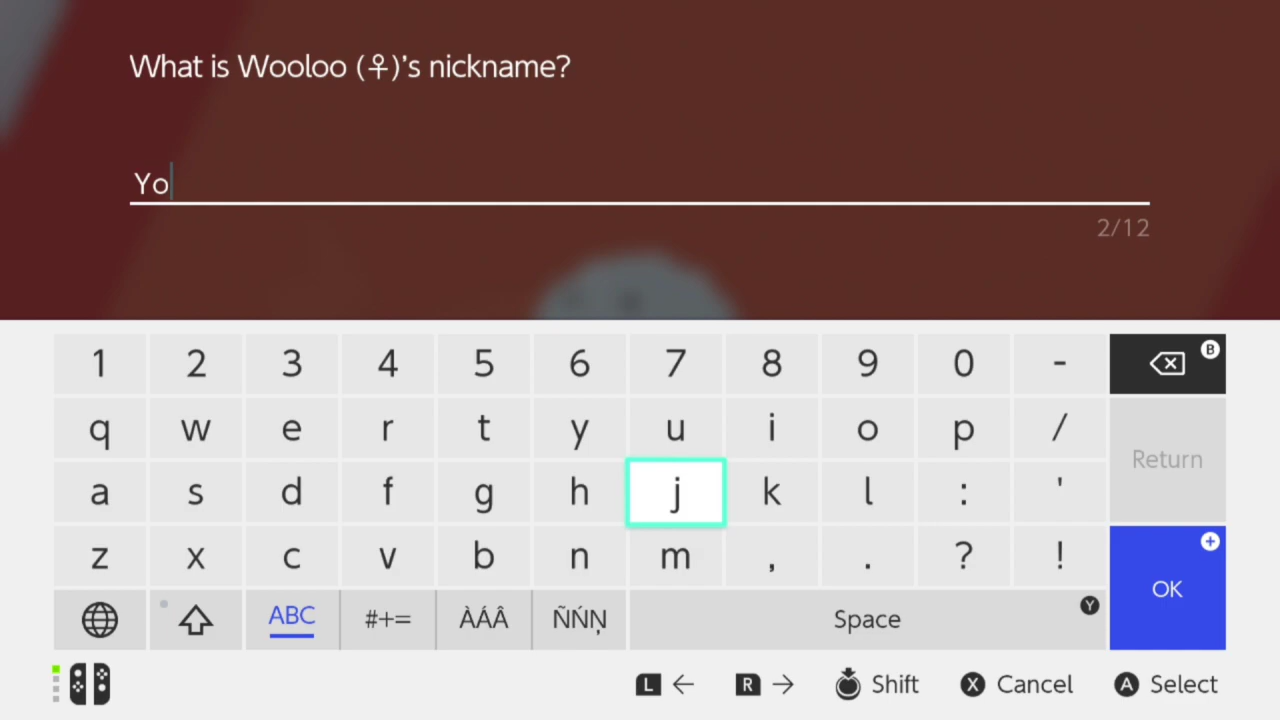 What is Wooloo (♀)'s nickname?
Yo
2/12
1 2 3 4 5 6 7 8 9 0 - B
q w e r t y u i o p / Return
a s d f g h j k l : '
z x c v b n m , . ? ! + OK
ABC #+= ÀÁÂ ÑŃŅ Space Y
L ← R → Shift X Cancel A Select